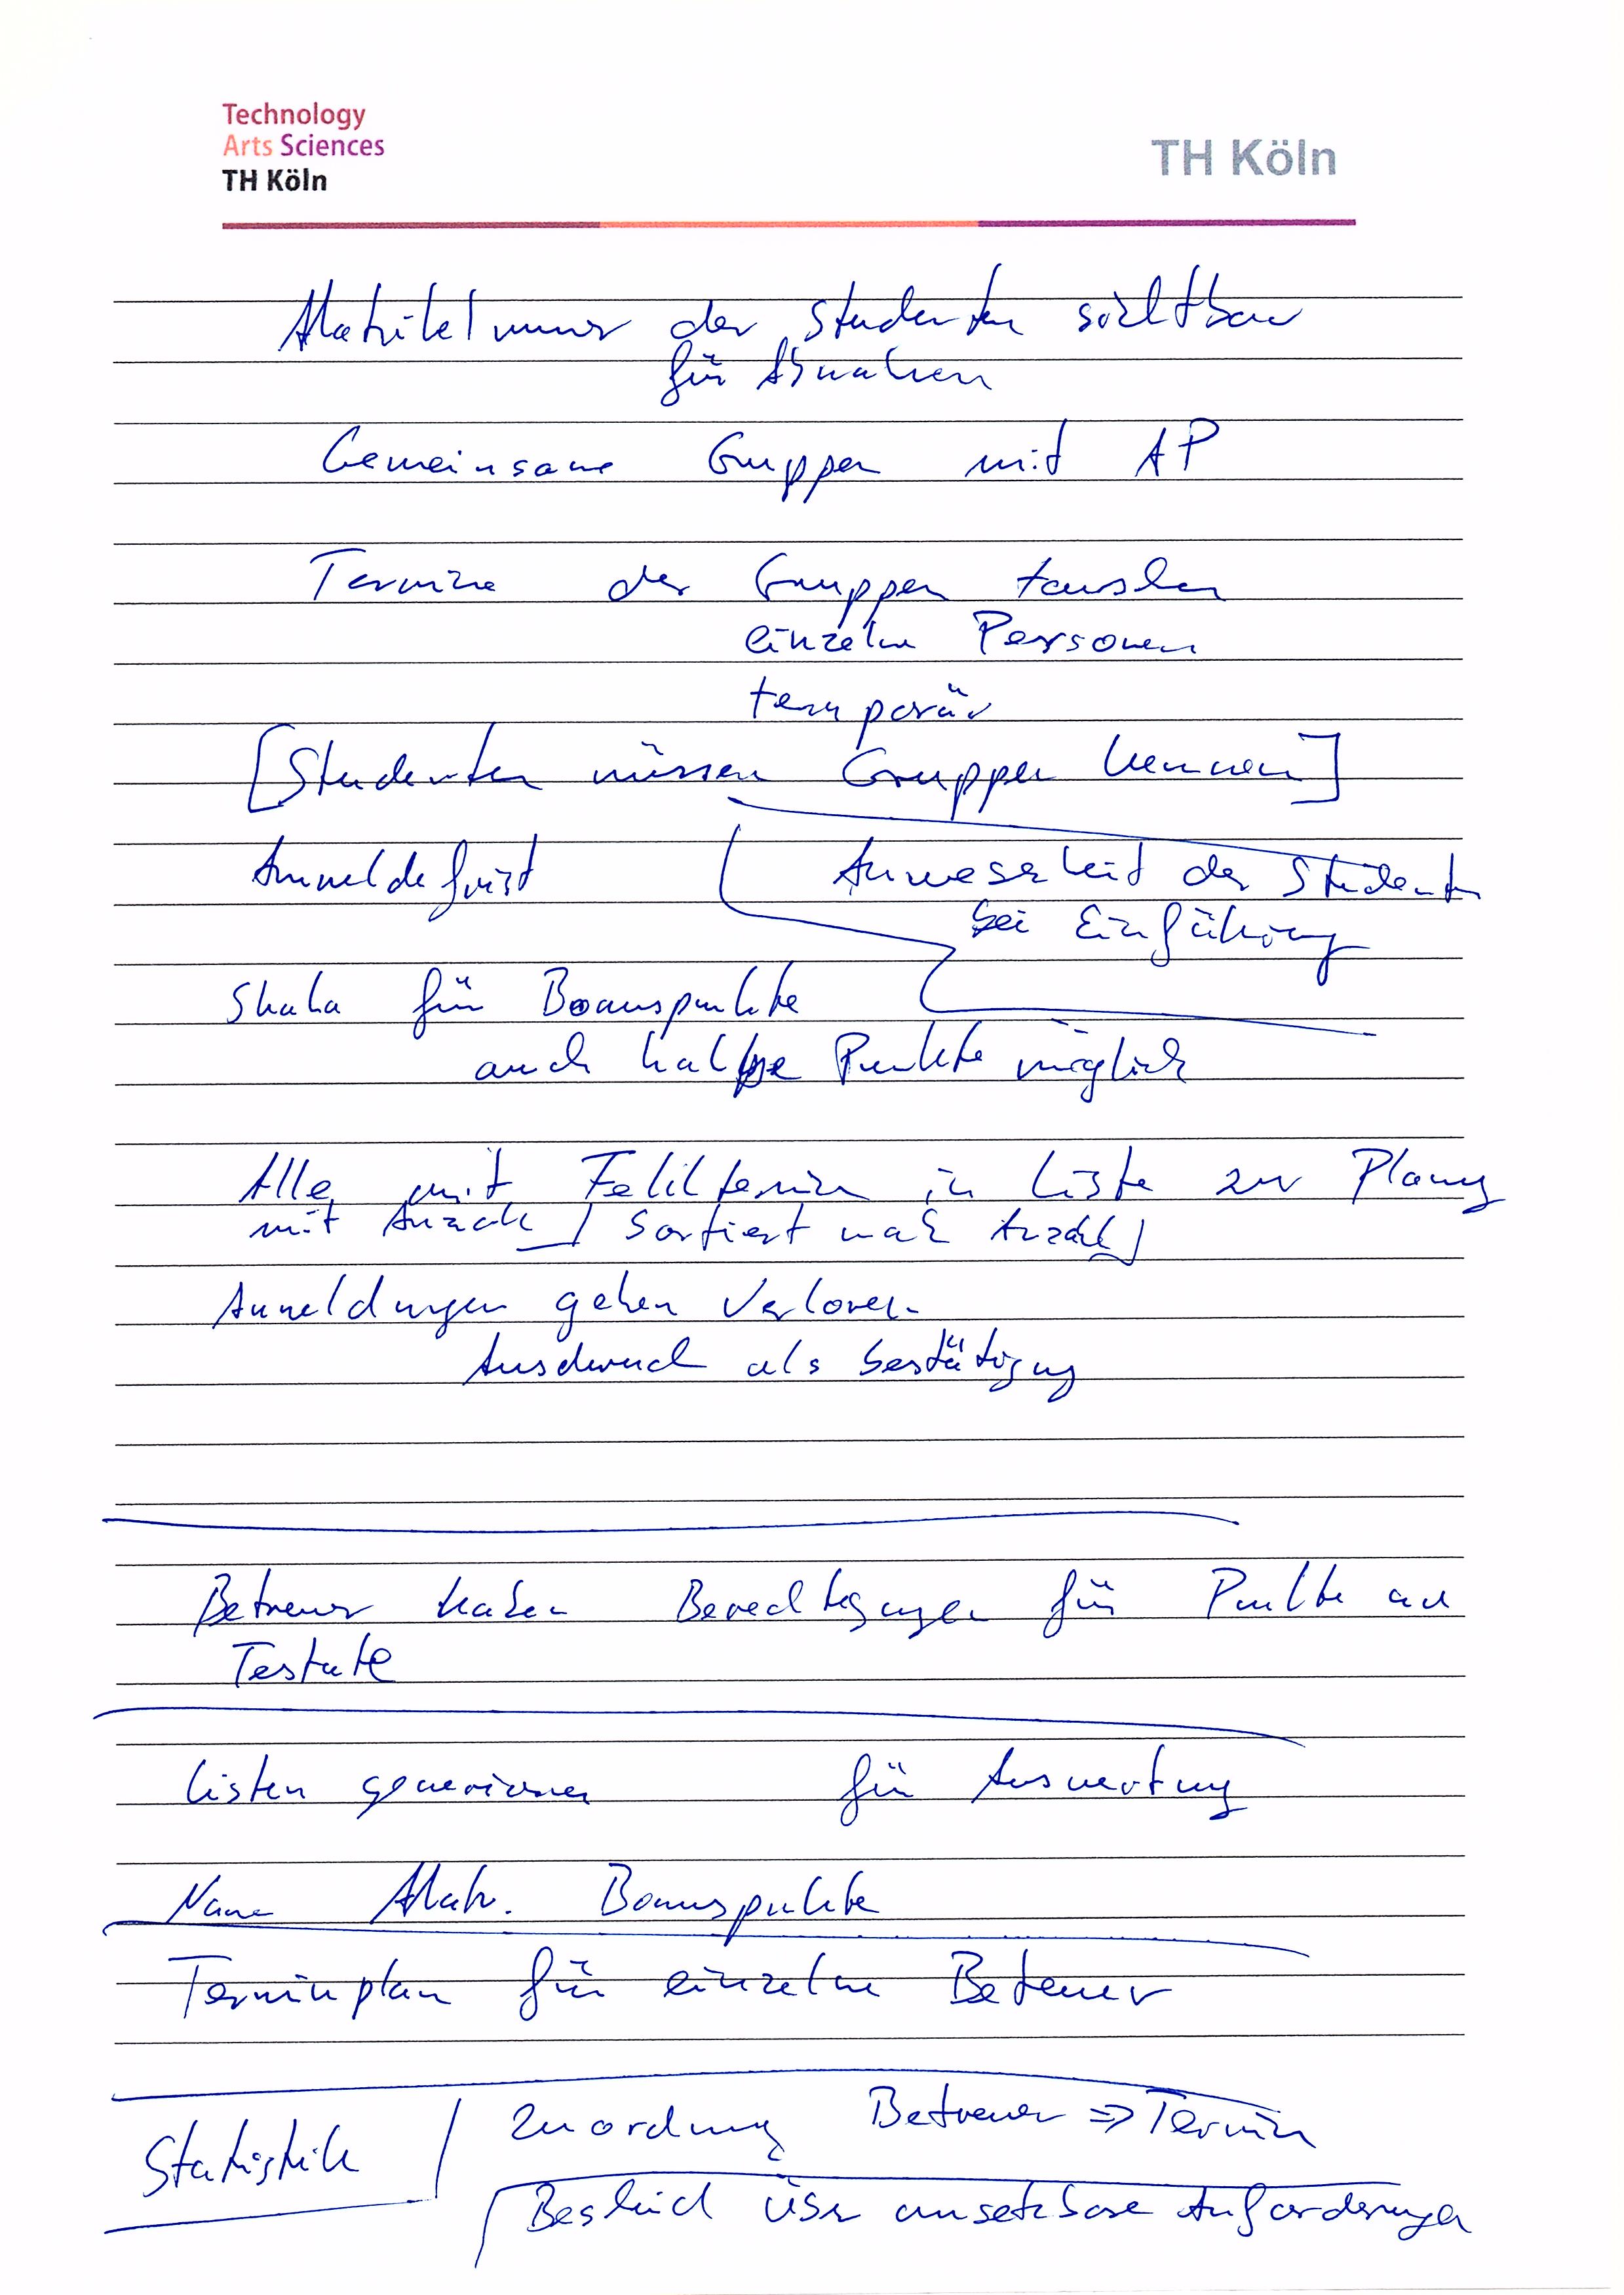 Technology
Arts Sciences
TH Köln
TH Köln
Matrikelnummer der Studenten sichtbar
für Abnahmen
Gemeinsame Gruppen mit AP
Termine der Gruppen tauschen
einzelne Personen
temporär
[Studenten müssen Gruppen kennen]
Anmeldefrist
Anwesenheit der Studenten
bei Einführung
Skala für Bonuspunkte
auch halbe Punkte möglich
Alle mit Fehltermin in Liste zur Planung
mit Anzahl / sortiert nach Anzahl /
Anmeldungen gehen verloren
Ausdruck als Bestätigung
Betreuer haben Berechtigungen für Punkte und
Testate
Listen generieren für Auswertung
Name Matr. Bonuspunkte
Terminplan für einzelne Betreuer
Statistik
Zuordnung Betreuer => Termin
Bescheid über umsetzbare Anforderungen